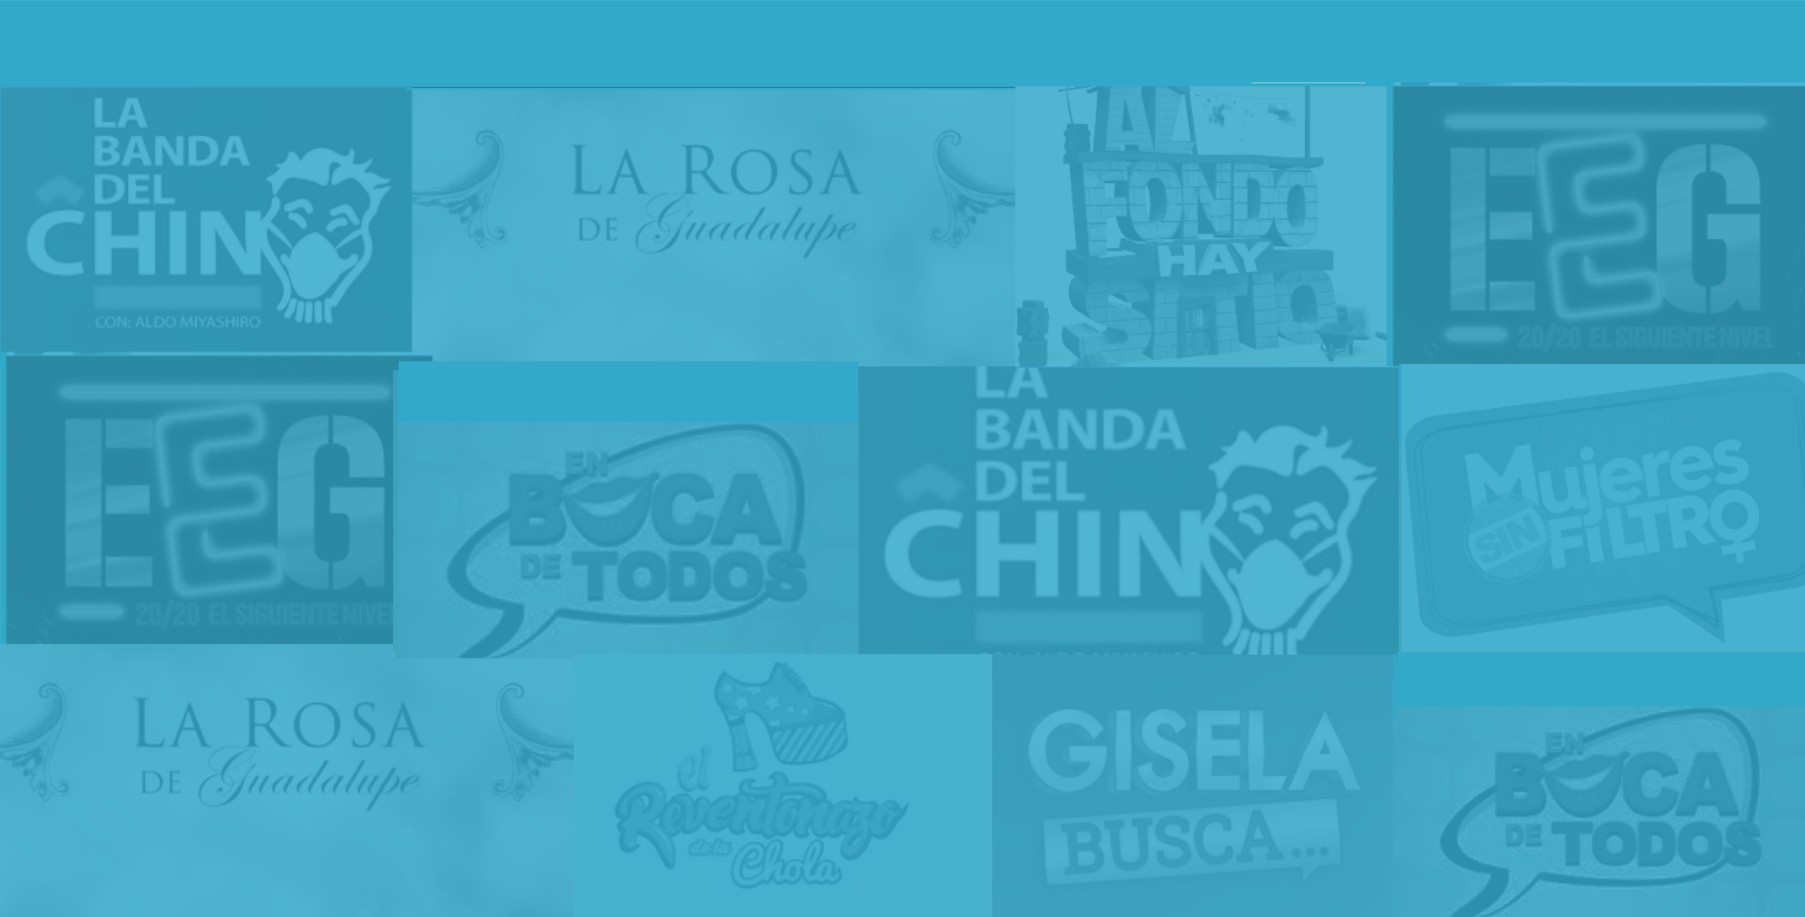 LA
BANDA
DEL
CHINO
CON: ALDO MIYASHIRO
LA ROSA
DE Guadalupe
AL
FONDO
HAY
SITIO
EEG
20/20 EL SIGUIENTE NIVEL
EEG
20/20 EL SIGUIENTE NIVEL
EN
BOCA
DE TODOS
LA
BANDA
DEL
CHINO
Mujeres
SIN FILTRO
LA ROSA
DE Guadalupe
el
Reventonazo
de la
Chola
GISELA
BUSCA...
EN
BOCA
DE TODOS